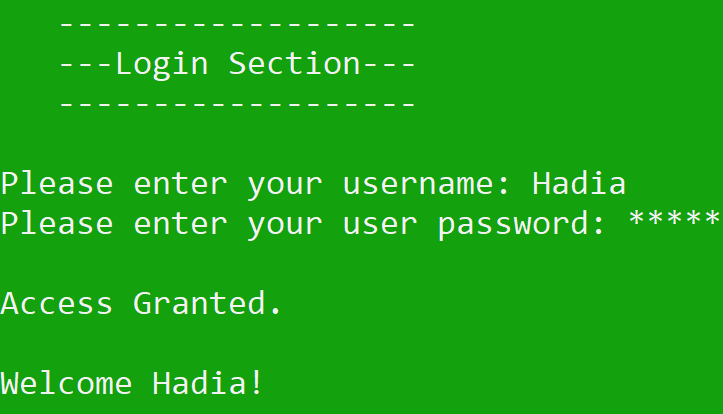 -------------------
---Login Section---
-------------------
Please enter your username: Hadia
Please enter your user password: *****
Access Granted.
Welcome Hadia!